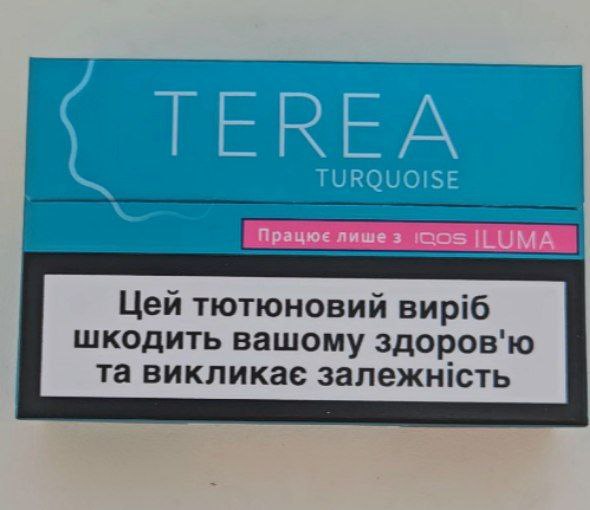 TEREA
TURQUOISE
Працює лише з IQOS ILUMA
Цей тютюновий виріб
шкодить вашому здоров'ю
та викликає залежність